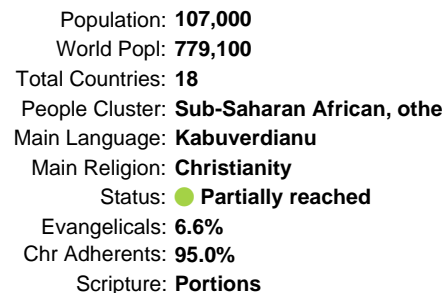 Population: 107,000
World Popl: 779,100
Total Countries: 18
People Cluster: Sub-Saharan African, othe
Main Language: Kabuverdianu
Main Religion: Christianity
Status: Partially reached
Evangelicals: 6.6%
Chr Adherents: 95.0%
Scripture: Portions